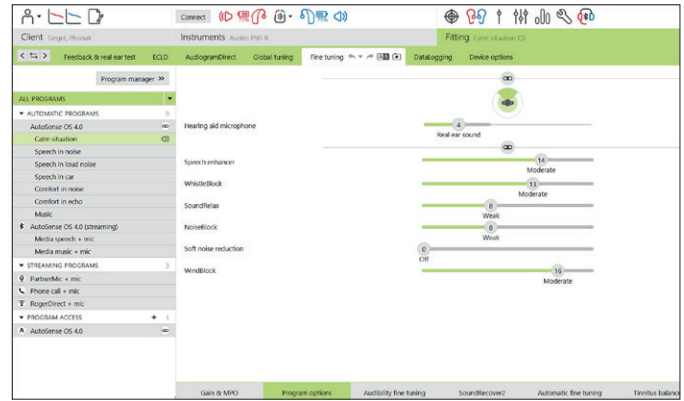 Connect
Client Target, Phonak
Instruments Audéo P90-R
Fitting Calm situation
Feedback & real ear test ECLD AudiogramDirect Global tuning Fine tuning DataLogging Device options
Program manager >>
ALL PROGRAMS
AUTOMATIC PROGRAMS 9
AutoSense OS 4.0
Calm situation
Speech in noise
Speech in loud noise
Speech in car
Comfort in noise
Comfort in echo
Music
AutoSense OS 4.0 (streaming)
Media speech + mic
Media music + mic
STREAMING PROGRAMS 3
PartnerMic + mic
Phone call + mic
RogerDirect + mic
PROGRAM ACCESS + 1
A AutoSense OS 4.0
Hearing aid microphone 4
Real ear sound
Speech enhancer 14
Moderate
WhistleBlock 13
Moderate
SoundRelax 8
Weak
NoiseBlock 8
Weak
Soft noise reduction 0
Off
WindBlock 16
Moderate
Gain & MPO Program options Audibility fine tuning SoundRecover2 Automatic fine tuning Tinnitus balance